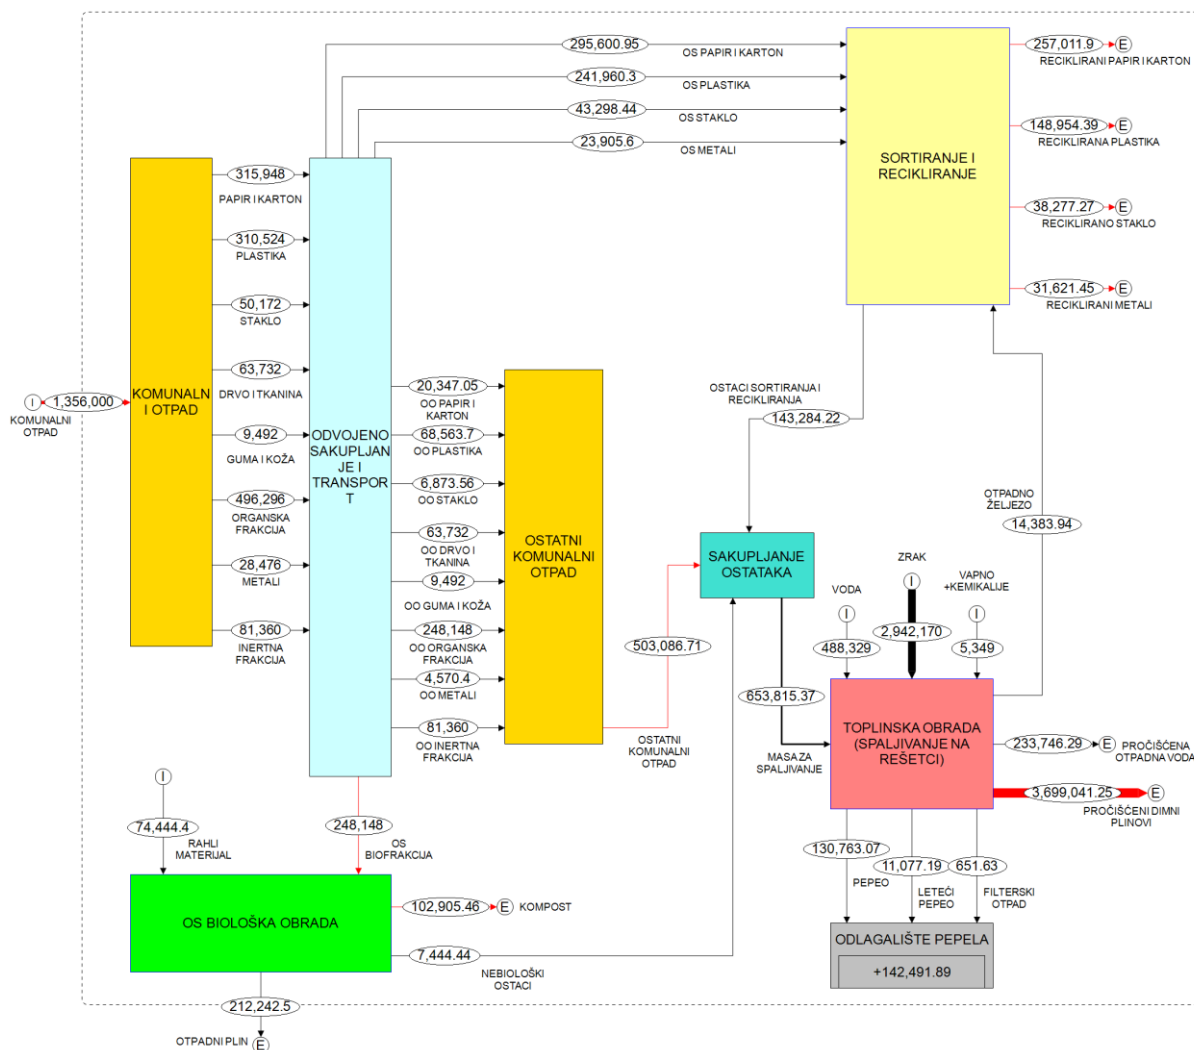 295,600.95
OS PAPIR I KARTON
241,960.3
OS PLASTIKA
43,298.44
OS STAKLO
23,905.6
OS METALI
SORTIRANJE I
RECIKLIRANJE
257,011.9
E
RECIKLIRANI PAPIR I KARTON
148,954.39
E
RECIKLIRANA PLASTIKA
38,277.27
E
RECIKLIRANO STAKLO
31,621.45
E
RECIKLIRANI METALI
I
1,356,000
KOMUNALNI
OTPAD
KOMUNALN
I OTPAD
315,948
PAPIR I KARTON
310,524
PLASTIKA
50,172
STAKLO
63,732
DRVO I TKANINA
9,492
GUMA I KOŽA
496,296
ORGANSKA
FRAKCIJA
28,476
METALI
81,360
INERTNA
FRAKCIJA
ODVOJENO
SAKUPLJAN
JE I
TRANSPOR
T
20,347.05
OO PAPIR I
KARTON
68,563.7
OO PLASTIKA
6,873.56
OO STAKLO
63,732
OO DRVO I
TKANINA
9,492
OO GUMA I KOŽA
248,148
OO ORGANSKA
FRAKCIJA
4,570.4
OO METALI
81,360
OO INERTNA
FRAKCIJA
OSTATNI
KOMUNALNI
OTPAD
503,086.71
OSTATNI
KOMUNALNI
OTPAD
OSTACI SORTIRANJA I
RECIKLIRANJA
143,284.22
SAKUPLJANJE
OSTATAKA
653,815.37
MASA ZA
SPALJIVANJE
OTPADNO
ŽELJEZO
14,383.94
VODA
I
488,329
ZRAK
I
2,942,170
VAPNO
+KEMIKALIJE
I
5,349
TOPLINSKA OBRADA
(SPALJIVANJE NA
REŠETCI)
233,746.29
E
PROČIŠĆENA
OTPADNA VODA
3,699,041.25
E
PROČIŠĆENI DIMNI
PLINOVI
130,763.07
PEPEO
11,077.19
LETEĆI
PEPEO
651.63
FILTERSKI
OTPAD
ODLAGALIŠTE PEPELA
+142,491.89
I
74,444.4
RAHLI
MATERIJAL
248,148
OS
BIOFRAKCIJA
OS BIOLOŠKA OBRADA
102,905.46
E
KOMPOST
7,444.44
NEBIOLOŠKI
OSTACI
212,242.5
OTPADNI PLIN
E